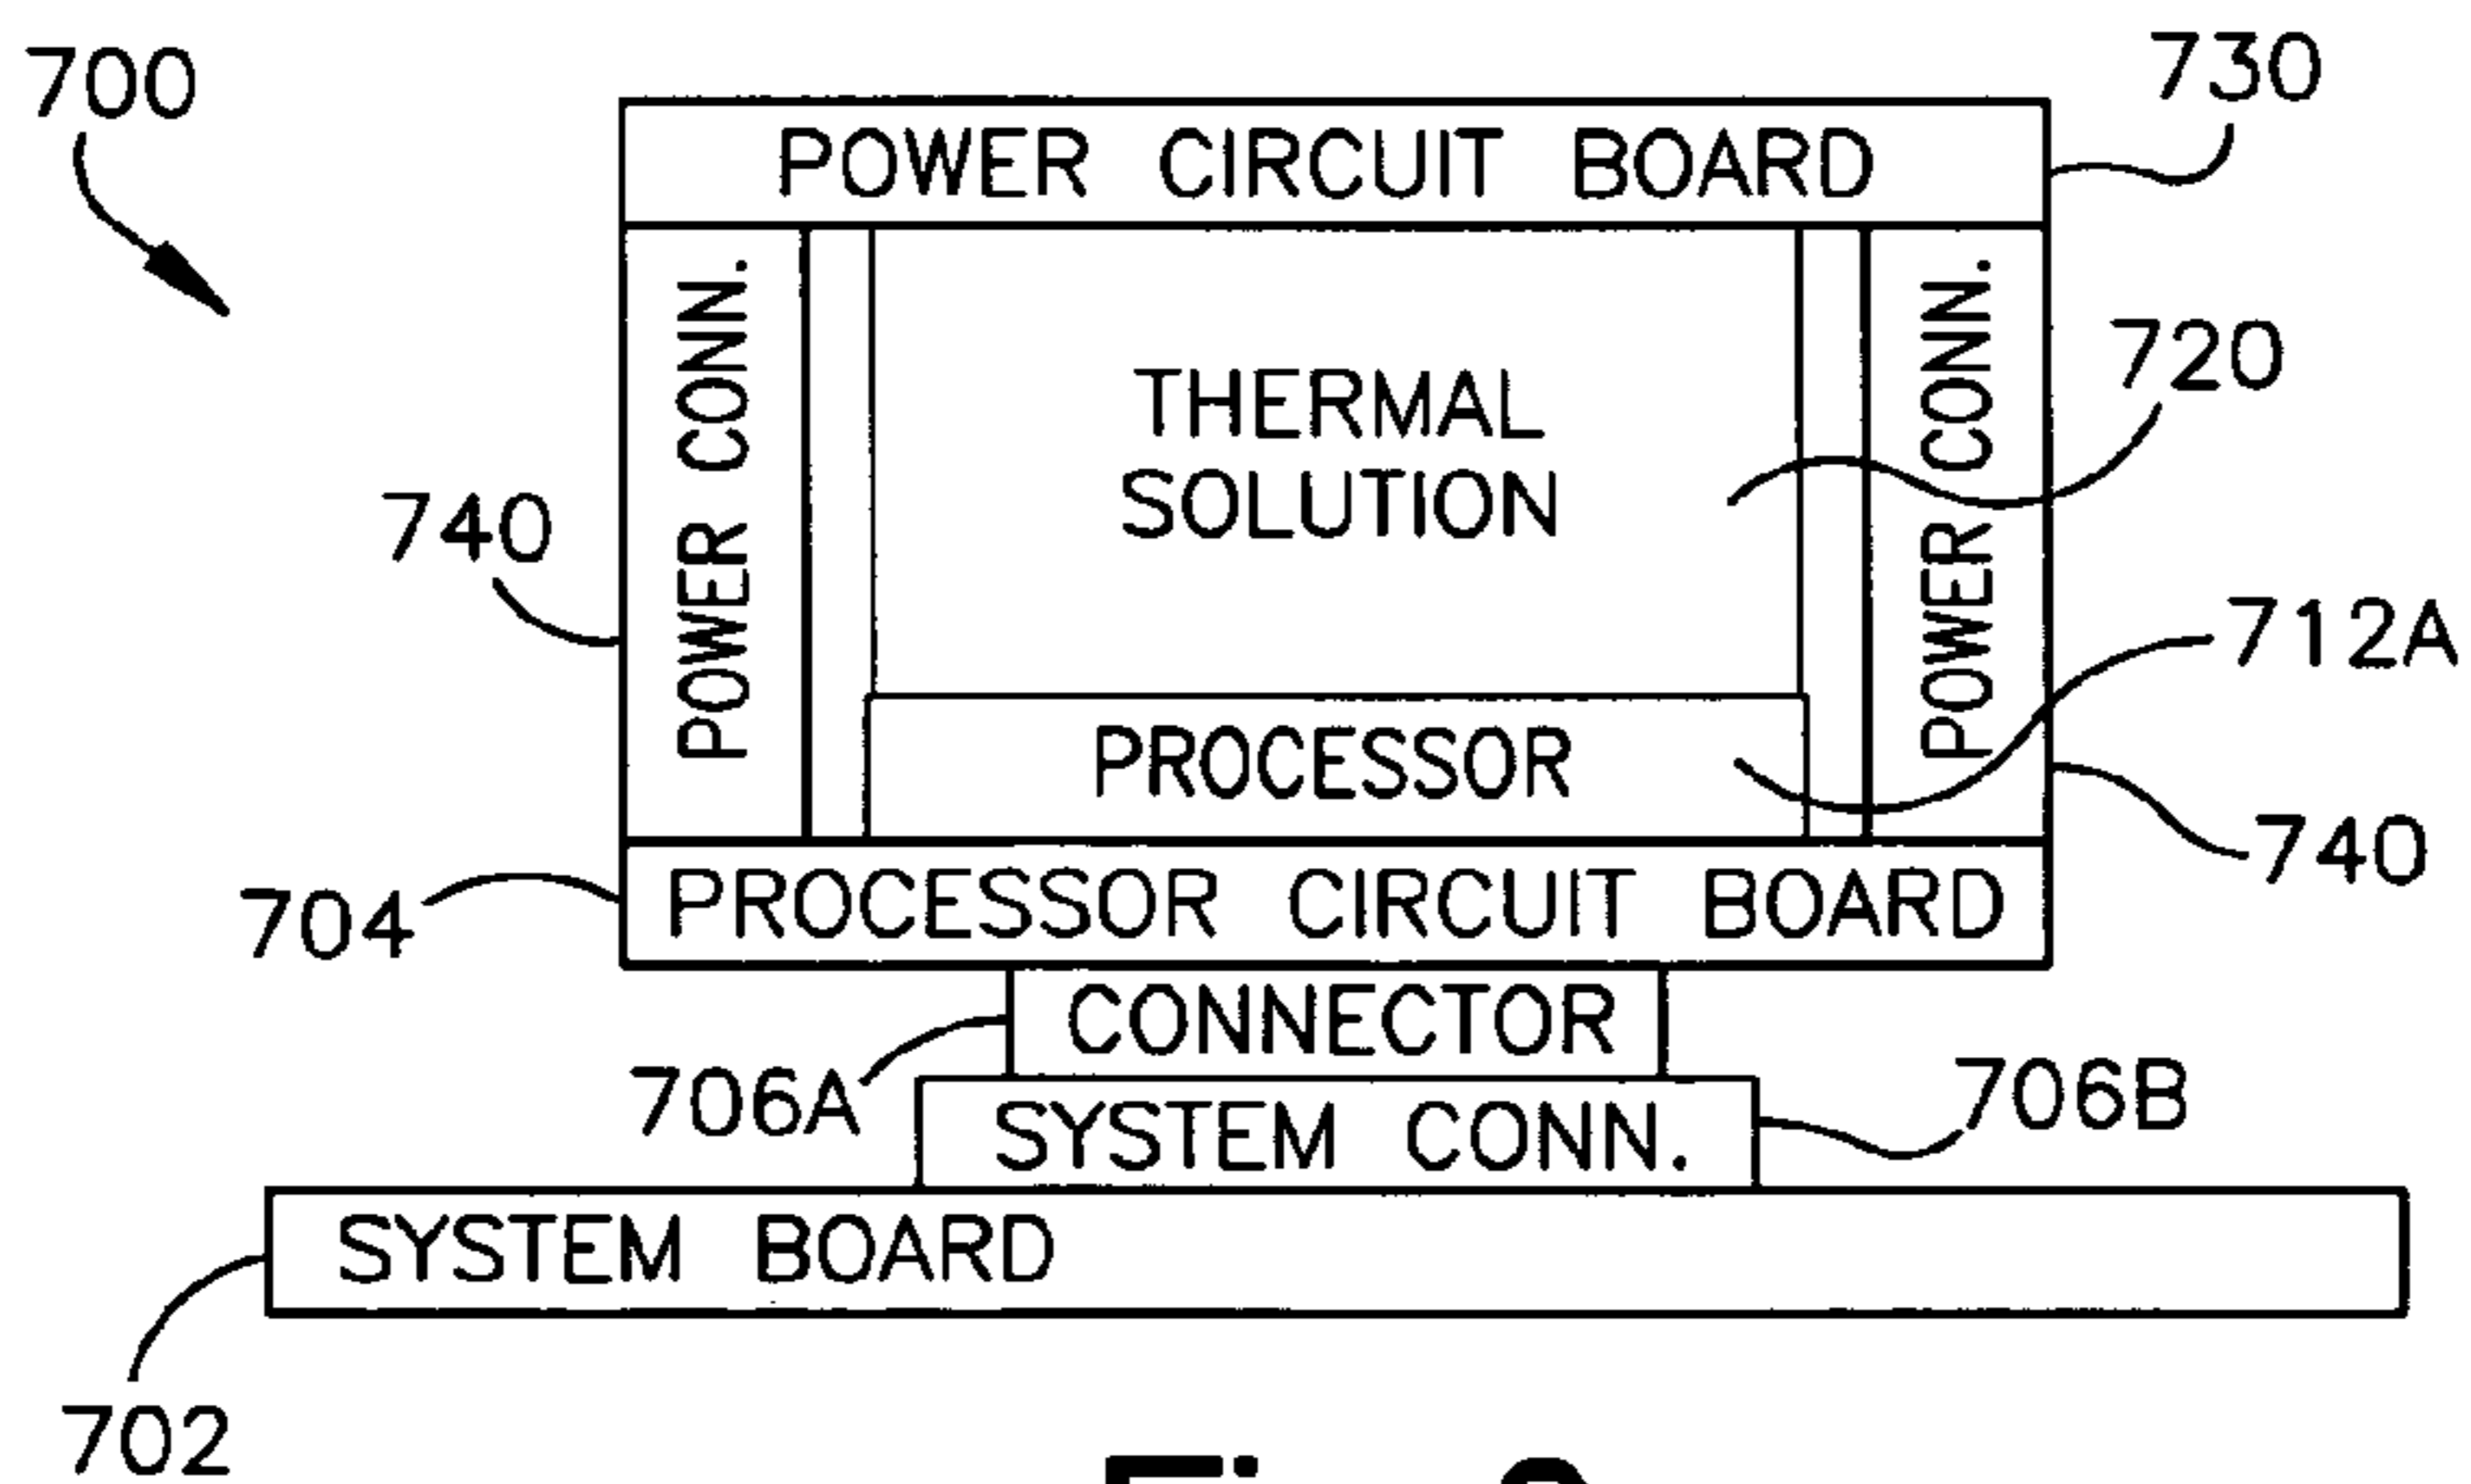 700
730
POWER CIRCUIT BOARD
POWER CONN.
THERMAL
SOLUTION
POWER CONN.
720
740
712A
PROCESSOR
740
704
PROCESSOR CIRCUIT BOARD
CONNECTOR
706A
706B
SYSTEM CONN.
SYSTEM BOARD
702